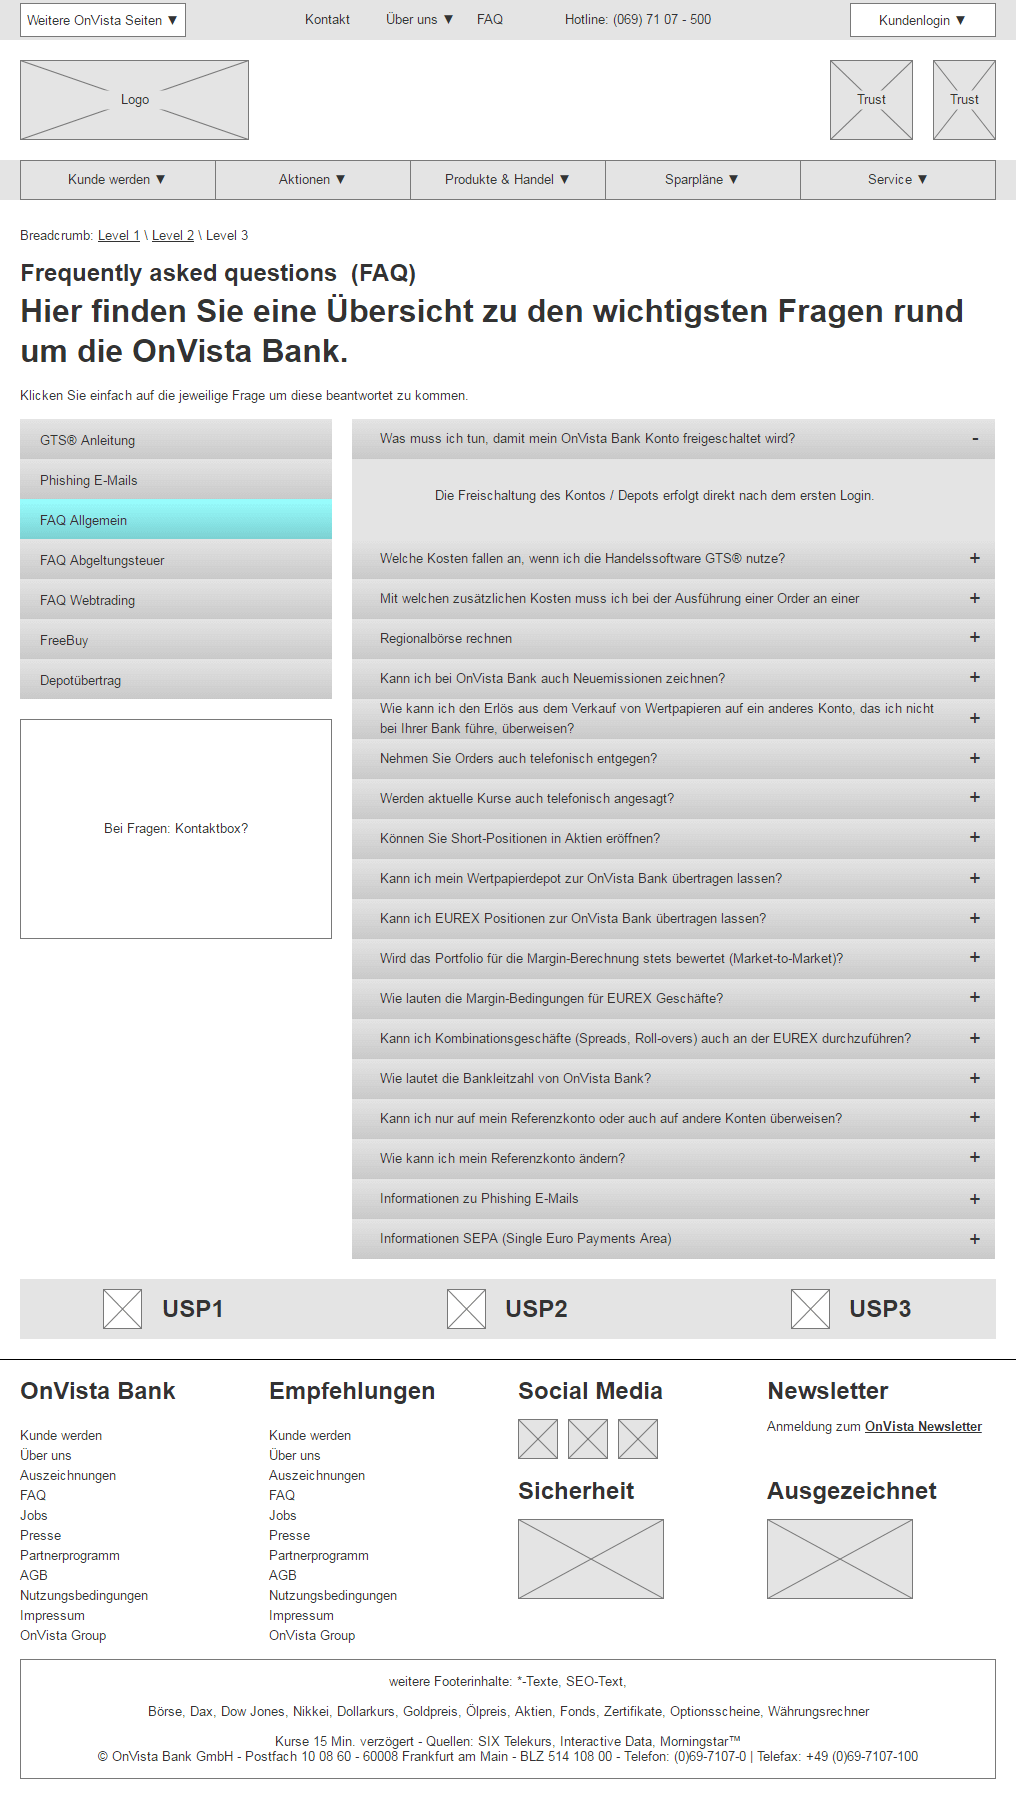 Weitere OnVista Seiten ▼
Kontakt
Über uns ▼
FAQ
Hotline: (069) 71 07 - 500
Kundenlogin ▼
Logo
Trust
Trust
Kunde werden ▼
Aktionen ▼
Produkte & Handel ▼
Sparpläne ▼
Service ▼
Breadcrumb: Level 1 \ Level 2 \ Level 3
Frequently asked questions (FAQ)
Hier finden Sie eine Übersicht zu den wichtigsten Fragen rund
um die OnVista Bank.
Klicken Sie einfach auf die jeweilige Frage um diese beantwortet zu kommen.
GTS® Anleitung
Phishing E-Mails
FAQ Allgemein
FAQ Abgeltungsteuer
FAQ Webtrading
FreeBuy
Depotübertrag
Bei Fragen: Kontaktbox?
Was muss ich tun, damit mein OnVista Bank Konto freigeschaltet wird? -
Die Freischaltung des Kontos / Depots erfolgt direkt nach dem ersten Login.
Welche Kosten fallen an, wenn ich die Handelssoftware GTS® nutze? +
Mit welchen zusätzlichen Kosten muss ich bei der Ausführung einer Order an einer +
Regionalbörse rechnen +
Kann ich bei OnVista Bank auch Neuemissionen zeichnen? +
Wie kann ich den Erlös aus dem Verkauf von Wertpapieren auf ein anderes Konto, das ich nicht
bei Ihrer Bank führe, überweisen? +
Nehmen Sie Orders auch telefonisch entgegen? +
Werden aktuelle Kurse auch telefonisch angesagt? +
Können Sie Short-Positionen in Aktien eröffnen? +
Kann ich mein Wertpapierdepot zur OnVista Bank übertragen lassen? +
Kann ich EUREX Positionen zur OnVista Bank übertragen lassen? +
Wird das Portfolio für die Margin-Berechnung stets bewertet (Market-to-Market)? +
Wie lauten die Margin-Bedingungen für EUREX Geschäfte? +
Kann ich Kombinationsgeschäfte (Spreads, Roll-overs) auch an der EUREX durchzuführen? +
Wie lautet die Bankleitzahl von OnVista Bank? +
Kann ich nur auf mein Referenzkonto oder auch auf andere Konten überweisen? +
Wie kann ich mein Referenzkonto ändern? +
Informationen zu Phishing E-Mails +
Informationen SEPA (Single Euro Payments Area) +
USP1
USP2
USP3
OnVista Bank
Kunde werden
Über uns
Auszeichnungen
FAQ
Jobs
Presse
Partnerprogramm
AGB
Nutzungsbedingungen
Impressum
OnVista Group
Empfehlungen
Kunde werden
Über uns
Auszeichnungen
FAQ
Jobs
Presse
Partnerprogramm
AGB
Nutzungsbedingungen
Impressum
OnVista Group
Social Media
Sicherheit
Newsletter
Anmeldung zum OnVista Newsletter
Ausgezeichnet
weitere Footerinhalte: *-Texte, SEO-Text,
Börse, Dax, Dow Jones, Nikkei, Dollarkurs, Goldpreis, Ölpreis, Aktien, Fonds, Zertifikate, Optionsscheine, Währungsrechner
Kurse 15 Min. verzögert - Quellen: SIX Telekurs, Interactive Data, Morningstar™
© OnVista Bank GmbH - Postfach 10 08 60 - 60008 Frankfurt am Main - BLZ 514 108 00 - Telefon: (0)69-7107-0 | Telefax: +49 (0)69-7107-100